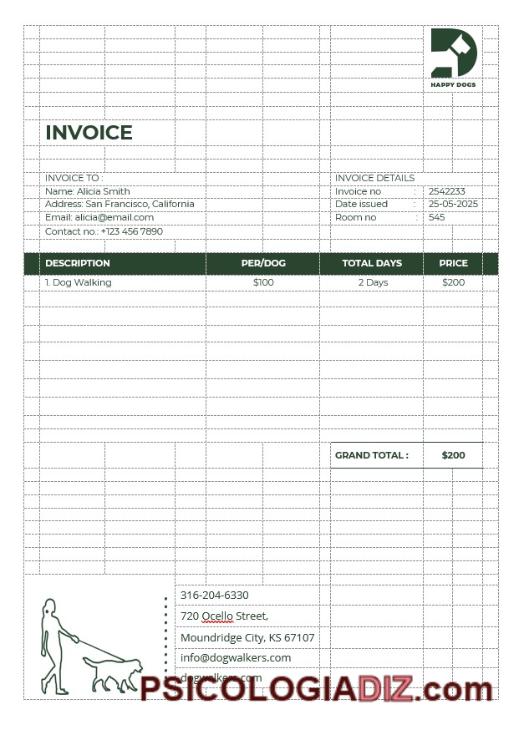 HAPPY DOGS
INVOICE
INVOICE TO :
Name: Alicia Smith
Address: San Francisco, California
Email: alicia@email.com
Contact no.: +123 456 7890
INVOICE DETAILS
Invoice no : 2542233
Date issued : 25-05-2025
Room no : 545
DESCRIPTION PER/DOG TOTAL DAYS PRICE
1. Dog Walking $100 2 Days $200
GRAND TOTAL : $200
316-204-6330
720 Ocello Street,
Moundridge City, KS 67107
info@dogwalkers.com
dogwalkers.com
PSICOLOGIADIZ.com